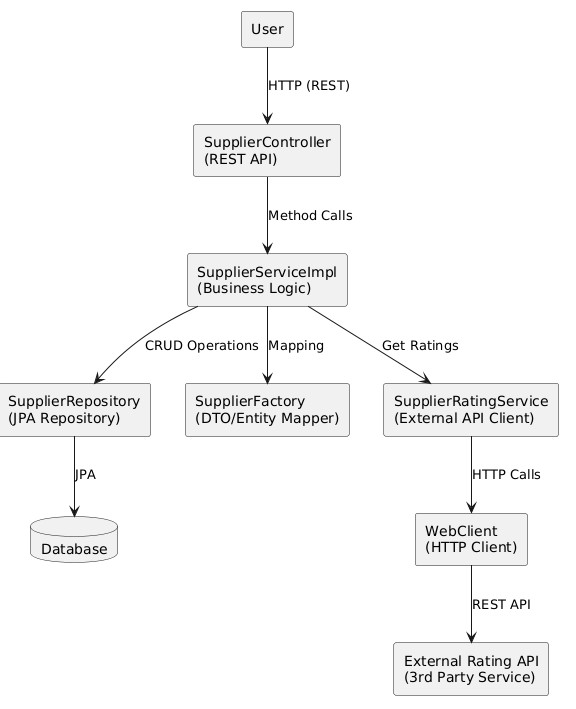 User
HTTP (REST)
SupplierController
(REST API)
Method Calls
SupplierServiceImpl
(Business Logic)
CRUD Operations
Mapping
Get Ratings
SupplierRepository
(JPA Repository)
SupplierFactory
(DTO/Entity Mapper)
SupplierRatingService
(External API Client)
JPA
HTTP Calls
Database
WebClient
(HTTP Client)
REST API
External Rating API
(3rd Party Service)